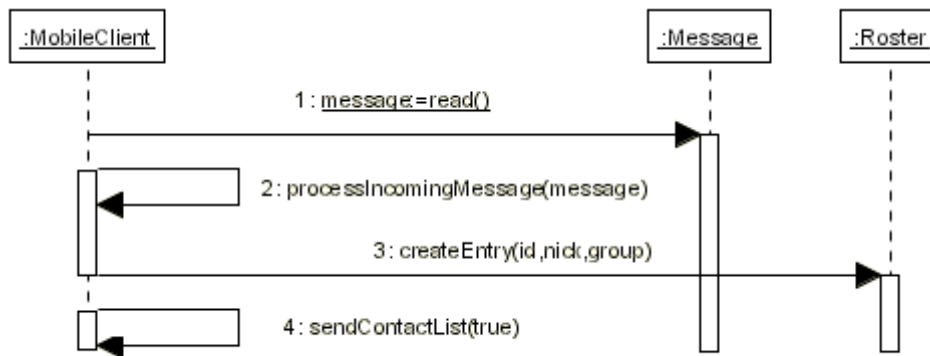 :MobileClient
:Message
:Roster
1: message:=read()
2: processIncomingMessage(message)
3: createEntry(id,nick,group)
4: sendContactList(true)